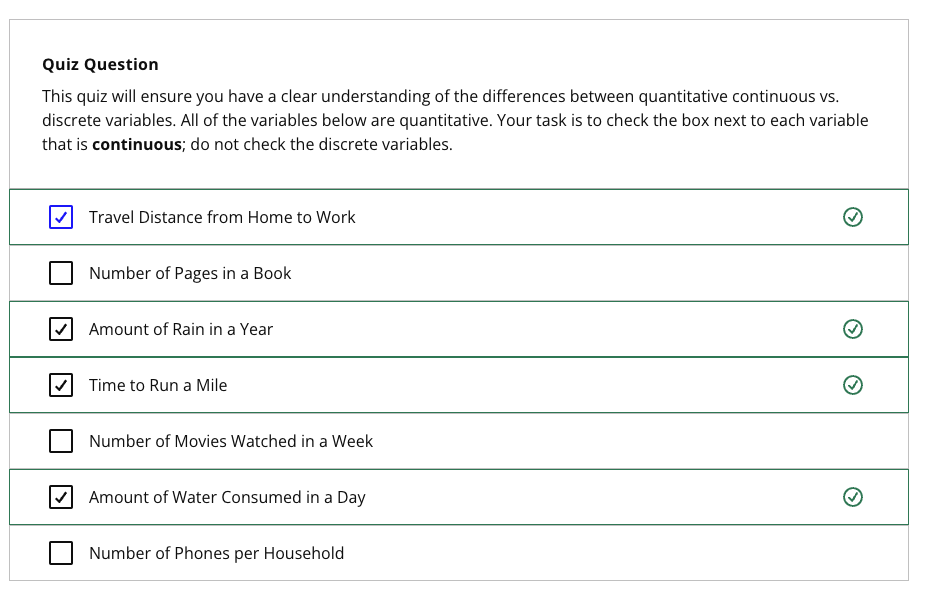 Quiz Question
This quiz will ensure you have a clear understanding of the differences between quantitative continuous vs.
discrete variables. All of the variables below are quantitative. Your task is to check the box next to each variable
that is continuous; do not check the discrete variables.
Travel Distance from Home to Work
Number of Pages in a Book
Amount of Rain in a Year
Time to Run a Mile
Number of Movies Watched in a Week
Amount of Water Consumed in a Day
Number of Phones per Household